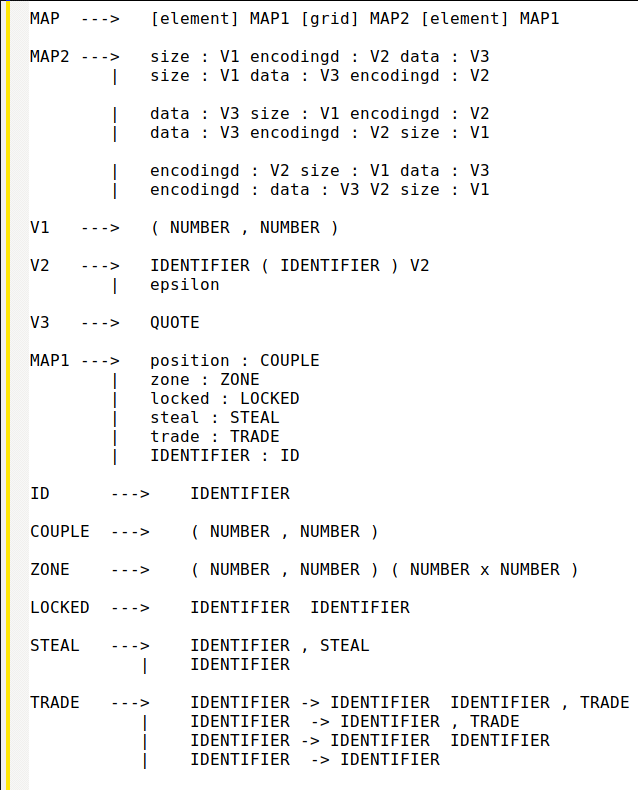 MAP ---> [element] MAP1 [grid] MAP2 [element] MAP1
MAP2 ---> size : V1 encodingd : V2 data : V3
| size : V1 data : V3 encodingd : V2
| data : V3 size : V1 encodingd : V2
| data : V3 encodingd : V2 size : V1
| encodingd : V2 size : V1 data : V3
| encodingd : data : V3 V2 size : V1
V1 ---> ( NUMBER , NUMBER )
V2 ---> IDENTIFIER ( IDENTIFIER ) V2
| epsilon
V3 ---> QUOTE
MAP1 ---> position : COUPLE
| zone : ZONE
| locked : LOCKED
| steal : STEAL
| trade : TRADE
| IDENTIFIER : ID
ID ---> IDENTIFIER
COUPLE ---> ( NUMBER , NUMBER )
ZONE ---> ( NUMBER , NUMBER ) ( NUMBER x NUMBER )
LOCKED ---> IDENTIFIER IDENTIFIER
STEAL ---> IDENTIFIER , STEAL
| IDENTIFIER
TRADE ---> IDENTIFIER -> IDENTIFIER IDENTIFIER , TRADE
| IDENTIFIER -> IDENTIFIER , TRADE
| IDENTIFIER -> IDENTIFIER IDENTIFIER
| IDENTIFIER -> IDENTIFIER